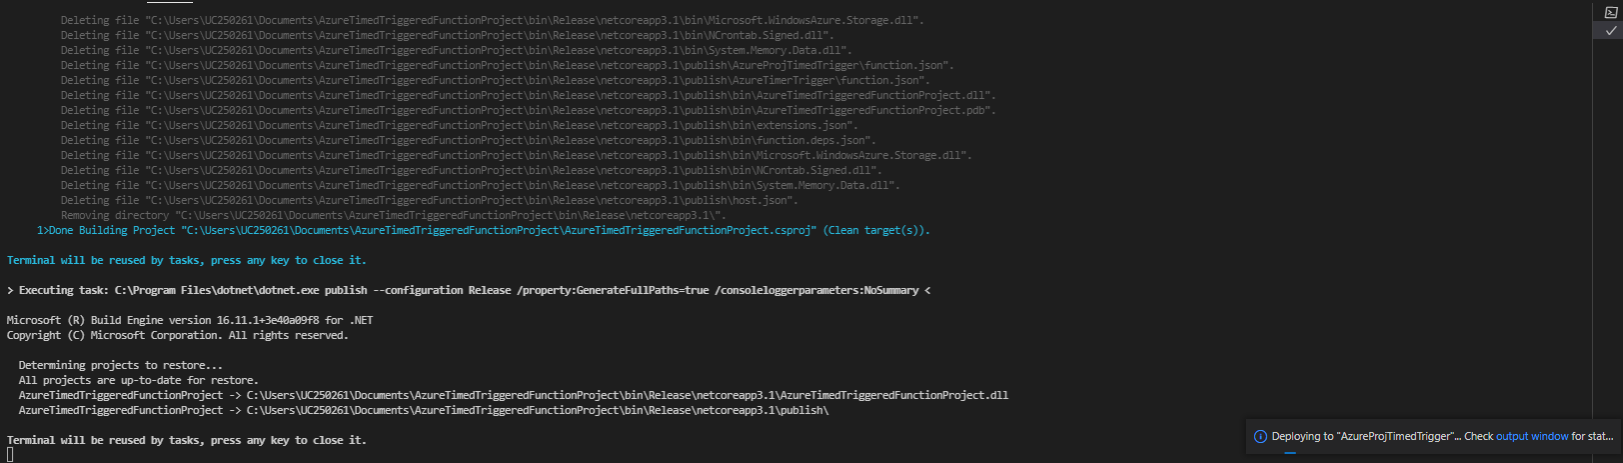 Deleting file "C:\Users\UC250261\Documents\AzureTimedTriggeredFunctionProject\bin\Release\netcoreapp3.1\bin\Microsoft.WindowsAzure.Storage.dll".
Deleting file "C:\Users\UC250261\Documents\AzureTimedTriggeredFunctionProject\bin\Release\netcoreapp3.1\bin\NCrontab.Signed.dll".
Deleting file "C:\Users\UC250261\Documents\AzureTimedTriggeredFunctionProject\bin\Release\netcoreapp3.1\bin\System.Memory.Data.dll".
Deleting file "C:\Users\UC250261\Documents\AzureTimedTriggeredFunctionProject\bin\Release\netcoreapp3.1\publish\AzureProjTimedTrigger\function.json".
Deleting file "C:\Users\UC250261\Documents\AzureTimedTriggeredFunctionProject\bin\Release\netcoreapp3.1\publish\AzureTimerTrigger\function.json".
Deleting file "C:\Users\UC250261\Documents\AzureTimedTriggeredFunctionProject\bin\Release\netcoreapp3.1\publish\bin\AzureTimedTriggeredFunctionProject.dll".
Deleting file "C:\Users\UC250261\Documents\AzureTimedTriggeredFunctionProject\bin\Release\netcoreapp3.1\publish\bin\AzureTimedTriggeredFunctionProject.pdb".
Deleting file "C:\Users\UC250261\Documents\AzureTimedTriggeredFunctionProject\bin\Release\netcoreapp3.1\publish\bin\extensions.json".
Deleting file "C:\Users\UC250261\Documents\AzureTimedTriggeredFunctionProject\bin\Release\netcoreapp3.1\publish\bin\function.deps.json".
Deleting file "C:\Users\UC250261\Documents\AzureTimedTriggeredFunctionProject\bin\Release\netcoreapp3.1\publish\bin\Microsoft.WindowsAzure.Storage.dll".
Deleting file "C:\Users\UC250261\Documents\AzureTimedTriggeredFunctionProject\bin\Release\netcoreapp3.1\publish\bin\NCrontab.Signed.dll".
Deleting file "C:\Users\UC250261\Documents\AzureTimedTriggeredFunctionProject\bin\Release\netcoreapp3.1\publish\bin\System.Memory.Data.dll".
Deleting file "C:\Users\UC250261\Documents\AzureTimedTriggeredFunctionProject\bin\Release\netcoreapp3.1\publish\host.json".
Removing directory "C:\Users\UC250261\Documents\AzureTimedTriggeredFunctionProject\bin\Release\netcoreapp3.1\".
1>Done Building Project "C:\Users\UC250261\Documents\AzureTimedTriggeredFunctionProject\AzureTimedTriggeredFunctionProject.csproj" (Clean target(s)).
Terminal will be reused by tasks, press any key to close it.
> Executing task: C:\Program Files\dotnet\dotnet.exe publish --configuration Release /property:GenerateFullPaths=true /consoleloggerparameters:NoSummary <
Microsoft (R) Build Engine version 16.11.1+3e40a09f8 for .NET
Copyright (C) Microsoft Corporation. All rights reserved.
Determining projects to restore...
All projects are up-to-date for restore.
AzureTimedTriggeredFunctionProject -> C:\Users\UC250261\Documents\AzureTimedTriggeredFunctionProject\bin\Release\netcoreapp3.1\AzureTimedTriggeredFunctionProject.dll
AzureTimedTriggeredFunctionProject -> C:\Users\UC250261\Documents\AzureTimedTriggeredFunctionProject\bin\Release\netcoreapp3.1\publish\
Terminal will be reused by tasks, press any key to close it.
Deploying to "AzureProjTimedTrigger"... Check output window for stat...